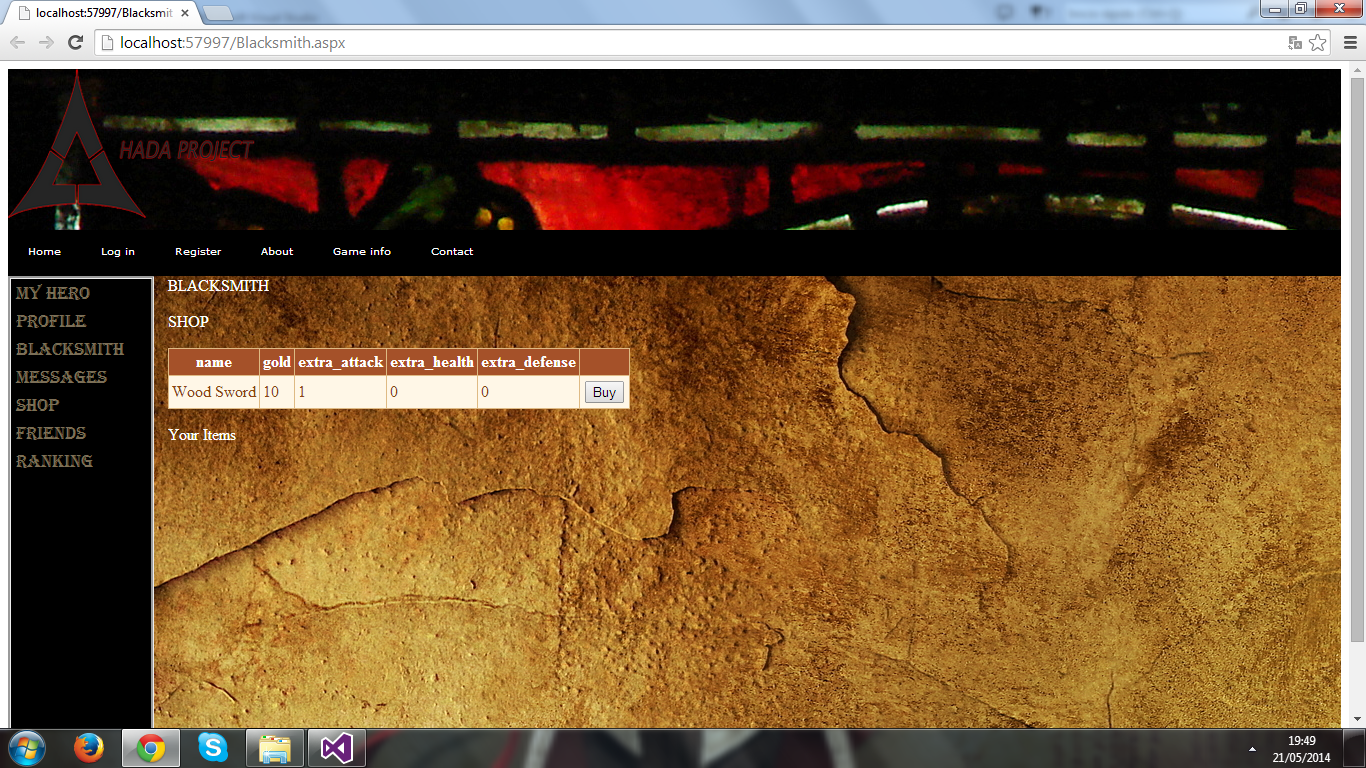 localhost:57997/Blacksmit
localhost:57997/Blacksmith.aspx
HADA PROJECT
Home Log in Register About Game info Contact
MY HERO
PROFILE
BLACKSMITH
MESSAGES
SHOP
FRIENDS
RANKING
BLACKSMITH
SHOP
name gold extra_attack extra_health extra_defense
Wood Sword 10 1 0 0 Buy
Your Items
19:49
21/05/2014